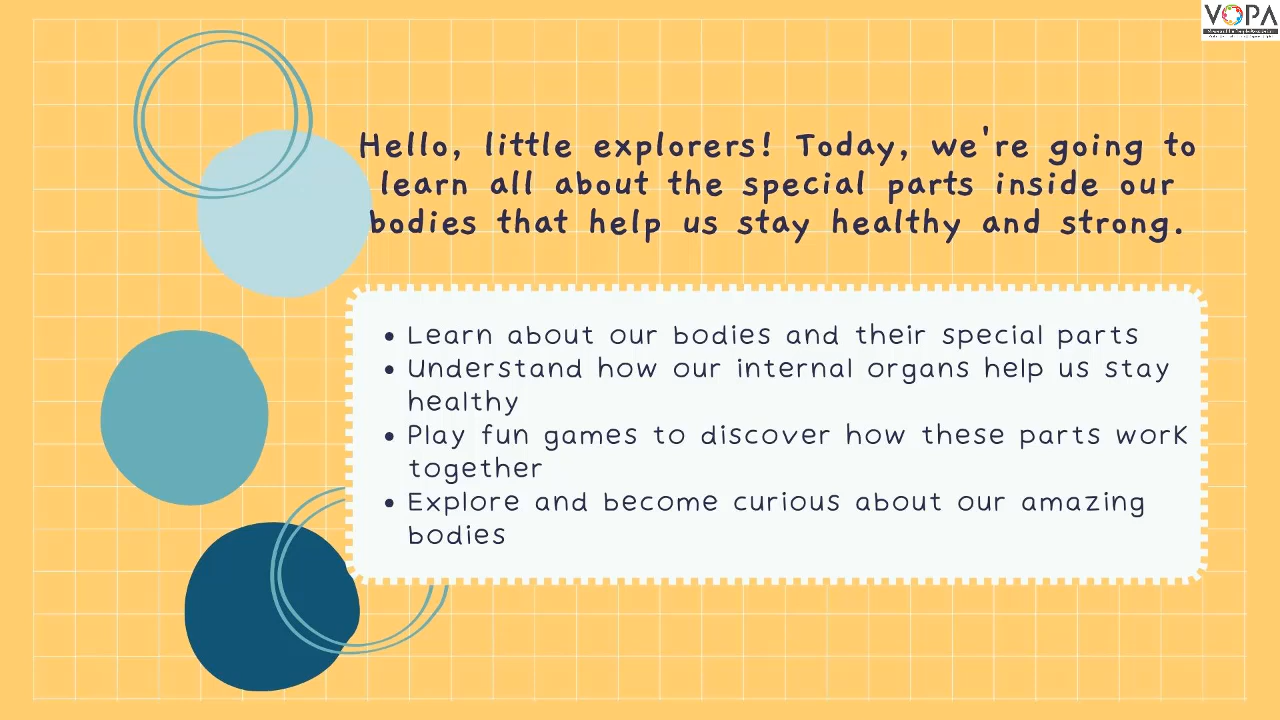 VOPA
Hello, little explorers! Today, we're going to
learn all about the special parts inside our
bodies that help us stay healthy and strong.
• Learn about our bodies and their special parts
• Understand how our internal organs help us stay
healthy
• Play fun games to discover how these parts work
together
• Explore and become curious about our amazing
bodies